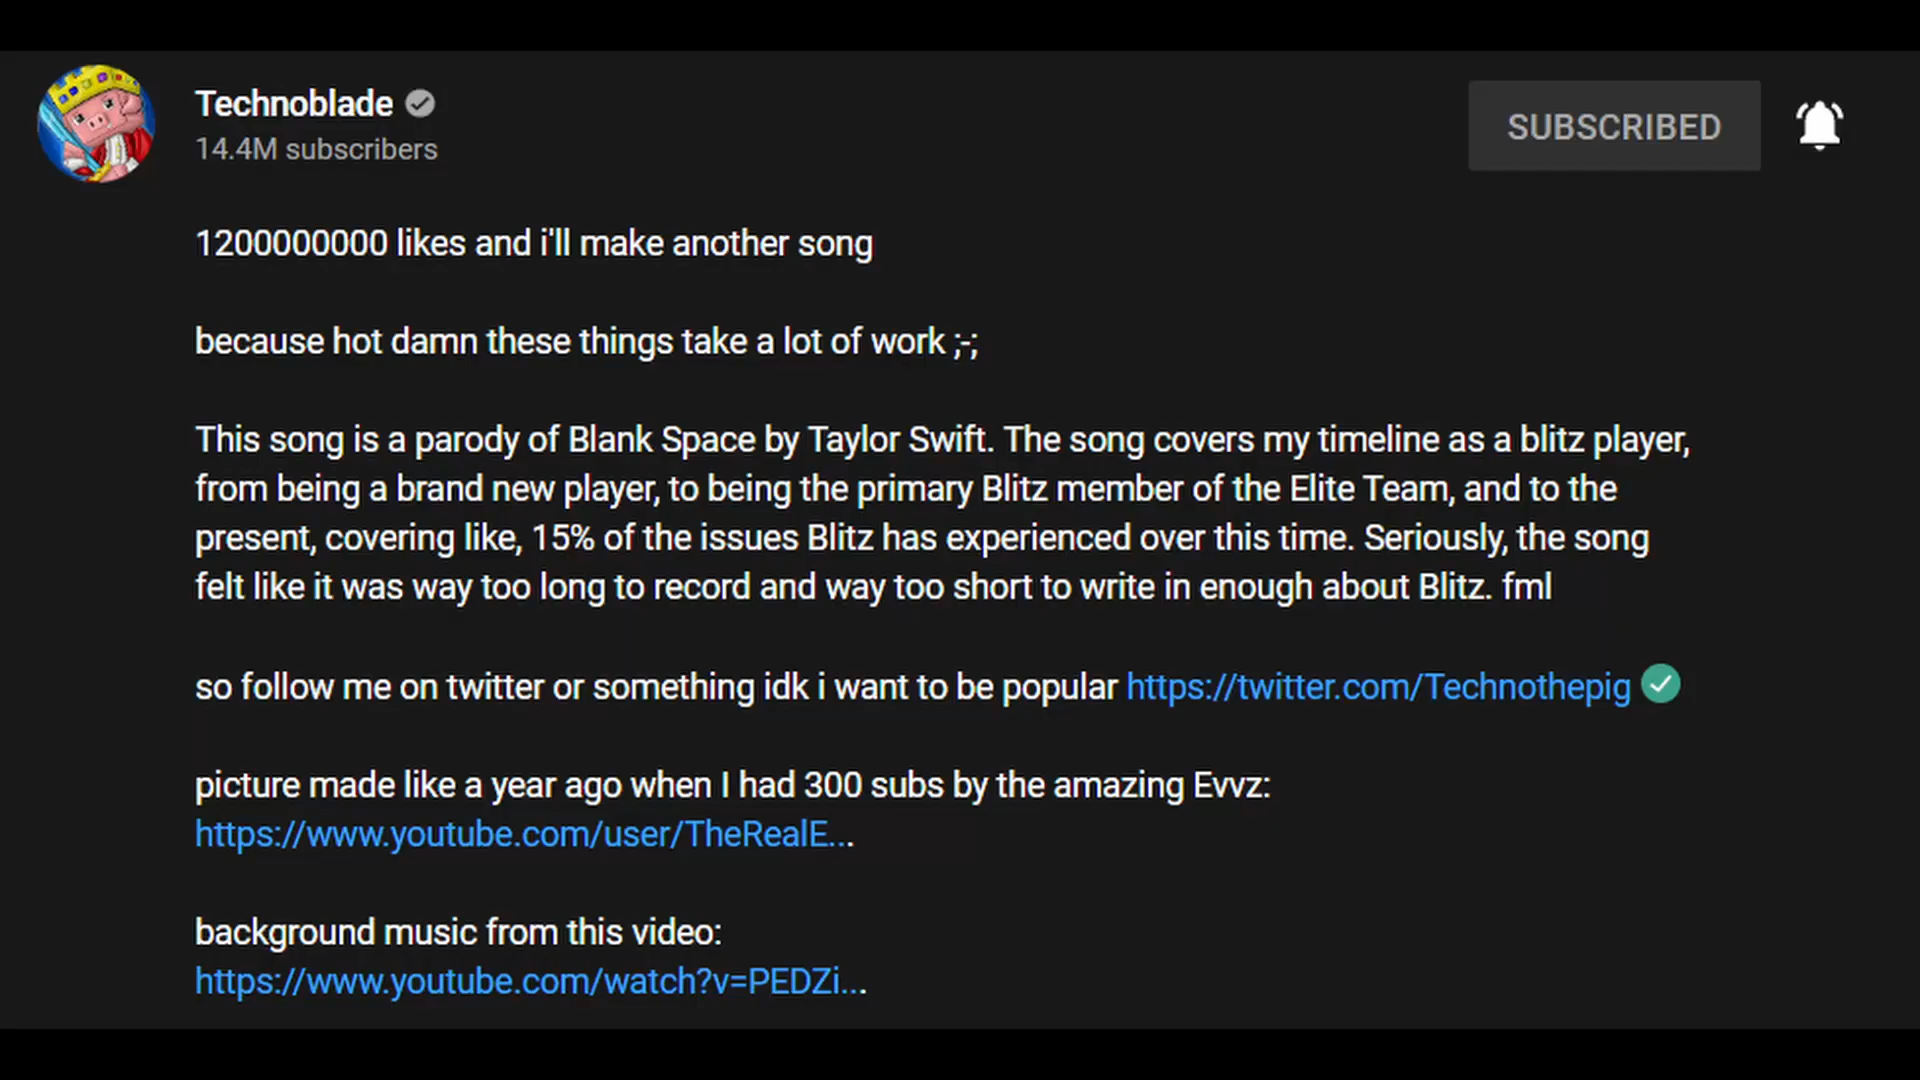 Technoblade
14.4M subscribers
SUBSCRIBED
1200000000 likes and i'll make another song
because hot damn these things take a lot of work ;-;
This song is a parody of Blank Space by Taylor Swift. The song covers my timeline as a blitz player,
from being a brand new player, to being the primary Blitz member of the Elite Team, and to the
present, covering like, 15% of the issues Blitz has experienced over this time. Seriously, the song
felt like it was way too long to record and way too short to write in enough about Blitz. fml
so follow me on twitter or something idk i want to be popular https://twitter.com/Technothepig
picture made like a year ago when I had 300 subs by the amazing Evvz:
https://www.youtube.com/user/TheRealE...
background music from this video:
https://www.youtube.com/watch?v=PEDZi...